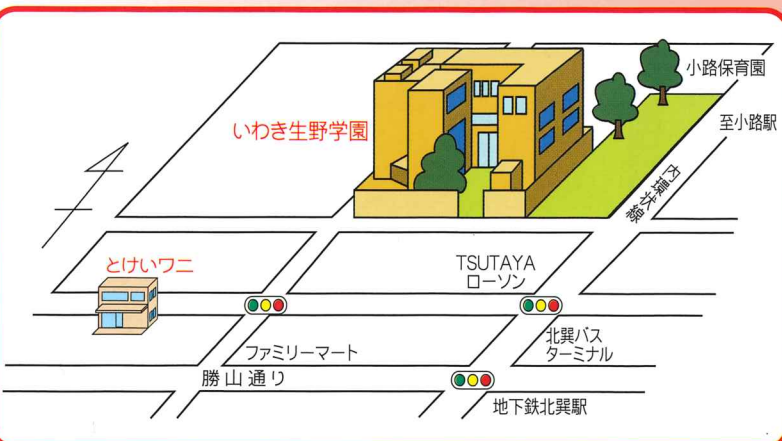 小路保育園
至小路駅
いわき生野学園
内環状線
とけいワニ
TSUTAYA
ローソン
北巽バス
ターミナル
ファミリーマート
勝山通り
地下鉄北巽駅